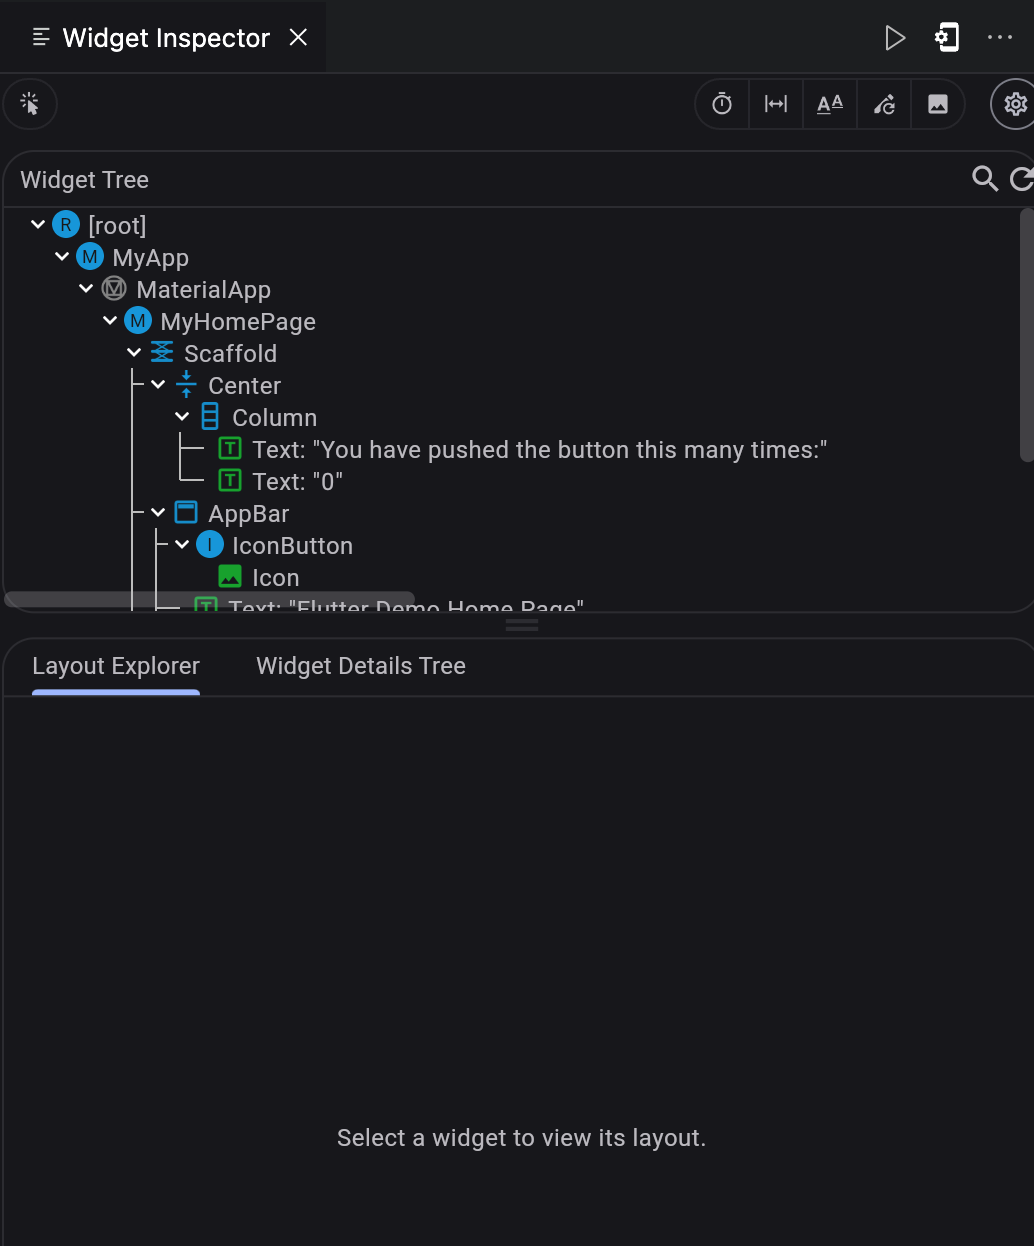 Widget Inspector
Widget Tree
R [root]
M MyApp
MaterialApp
M MyHomePage
Scaffold
Center
Column
T Text: "You have pushed the button this many times:"
T Text: "0"
AppBar
I IconButton
Icon
T Text: "Flutter Demo Home Page"
Layout Explorer
Widget Details Tree
Select a widget to view its layout.